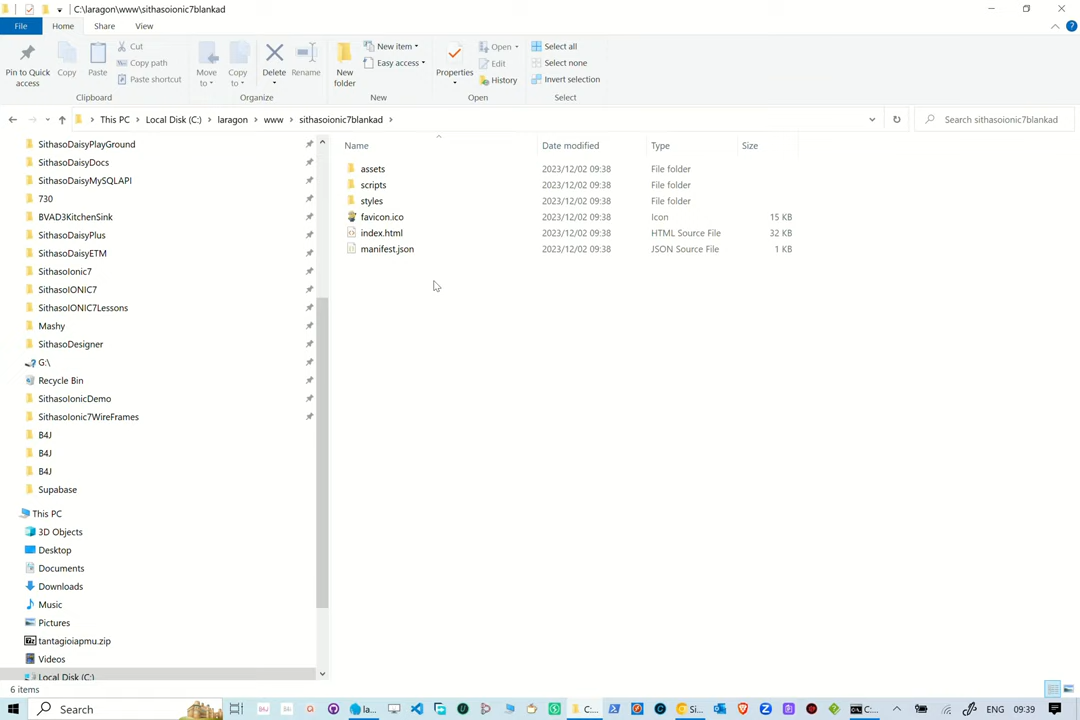 C:\laragon\www\sithasoionic7blankad
File
Home
Share
View
Pin to Quick access
Copy
Paste
Cut
Copy path
Paste shortcut
Clipboard
Move to
Copy to
Delete
Rename
Organize
New folder
New item
Easy access
New
Properties
Open
Edit
History
Open
Select all
Select none
Invert selection
Select
This PC
Local Disk (C:)
laragon
www
sithasoionic7blankad
Search sithasoionic7blankad
SithasoDaisyPlayGround
SithasoDaisyDocs
SithasoDaisyMySQLAPI
730
BVAD3KitchenSink
SithasoDaisyPlus
SithasoDaisyETM
SithasoIonic7
SithasoIONIC7
SithasoIONIC7Lessons
Mashy
SithasoDesigner
G:\
Recycle Bin
SithasoIonicDemo
SithasoIonic7WireFrames
B4J
B4J
B4J
Supabase
This PC
3D Objects
Desktop
Documents
Downloads
Music
Pictures
tantagioiapmu.zip
Videos
Local Disk (C:)
Name Date modified Type Size
assets 2023/12/02 09:38 File folder
scripts 2023/12/02 09:38 File folder
styles 2023/12/02 09:38 File folder
favicon.ico 2023/12/02 09:38 Icon 15 KB
index.html 2023/12/02 09:38 HTML Source File 32 KB
manifest.json 2023/12/02 09:38 JSON Source File 1 KB
6 items
Search
la...
C:...
Si...
C:...
ENG
09:39